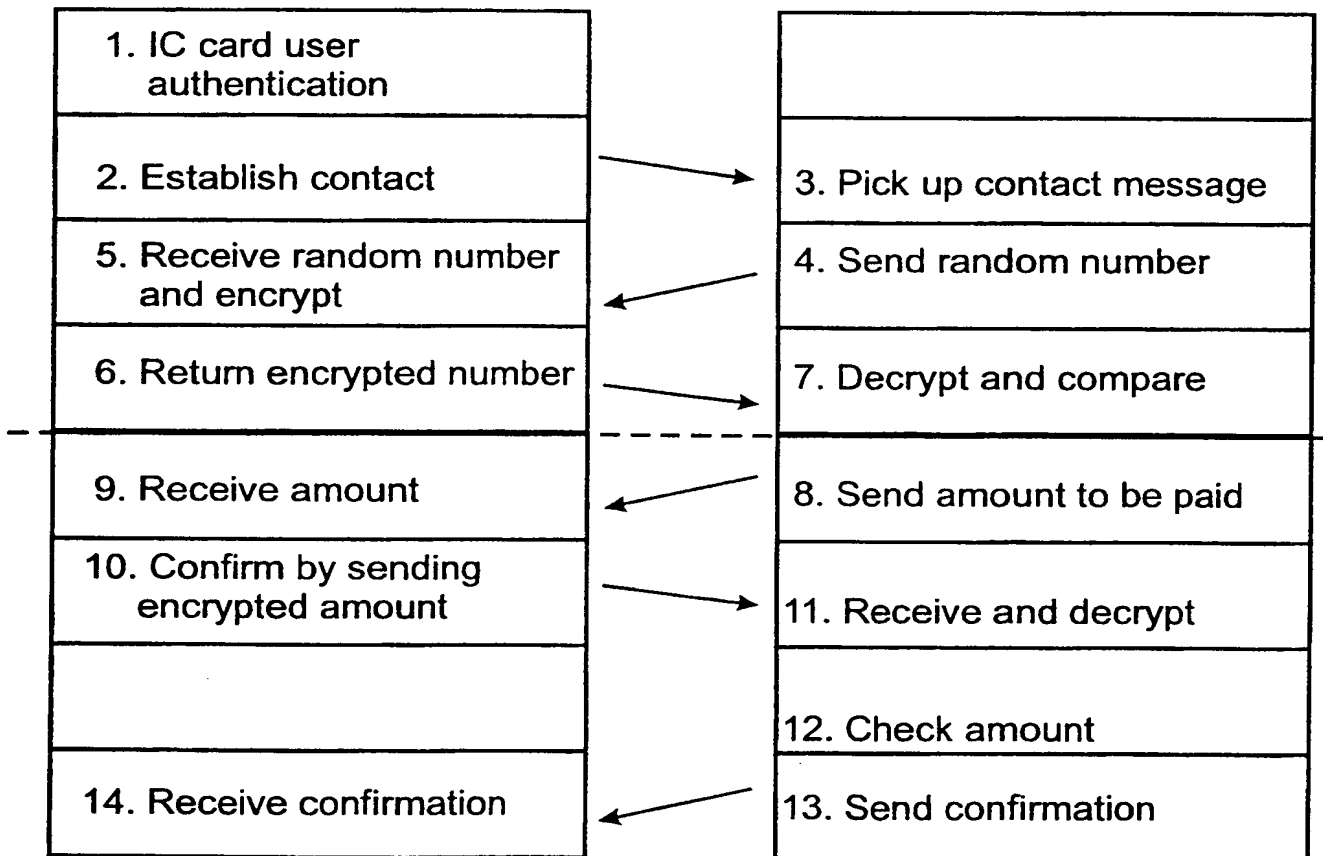 1. IC card user
authentication
2. Establish contact
3. Pick up contact message
5. Receive random number
and encrypt
4. Send random number
6. Return encrypted number
7. Decrypt and compare
9. Receive amount
8. Send amount to be paid
10. Confirm by sending
encrypted amount
11. Receive and decrypt
12. Check amount
14. Receive confirmation
13. Send confirmation